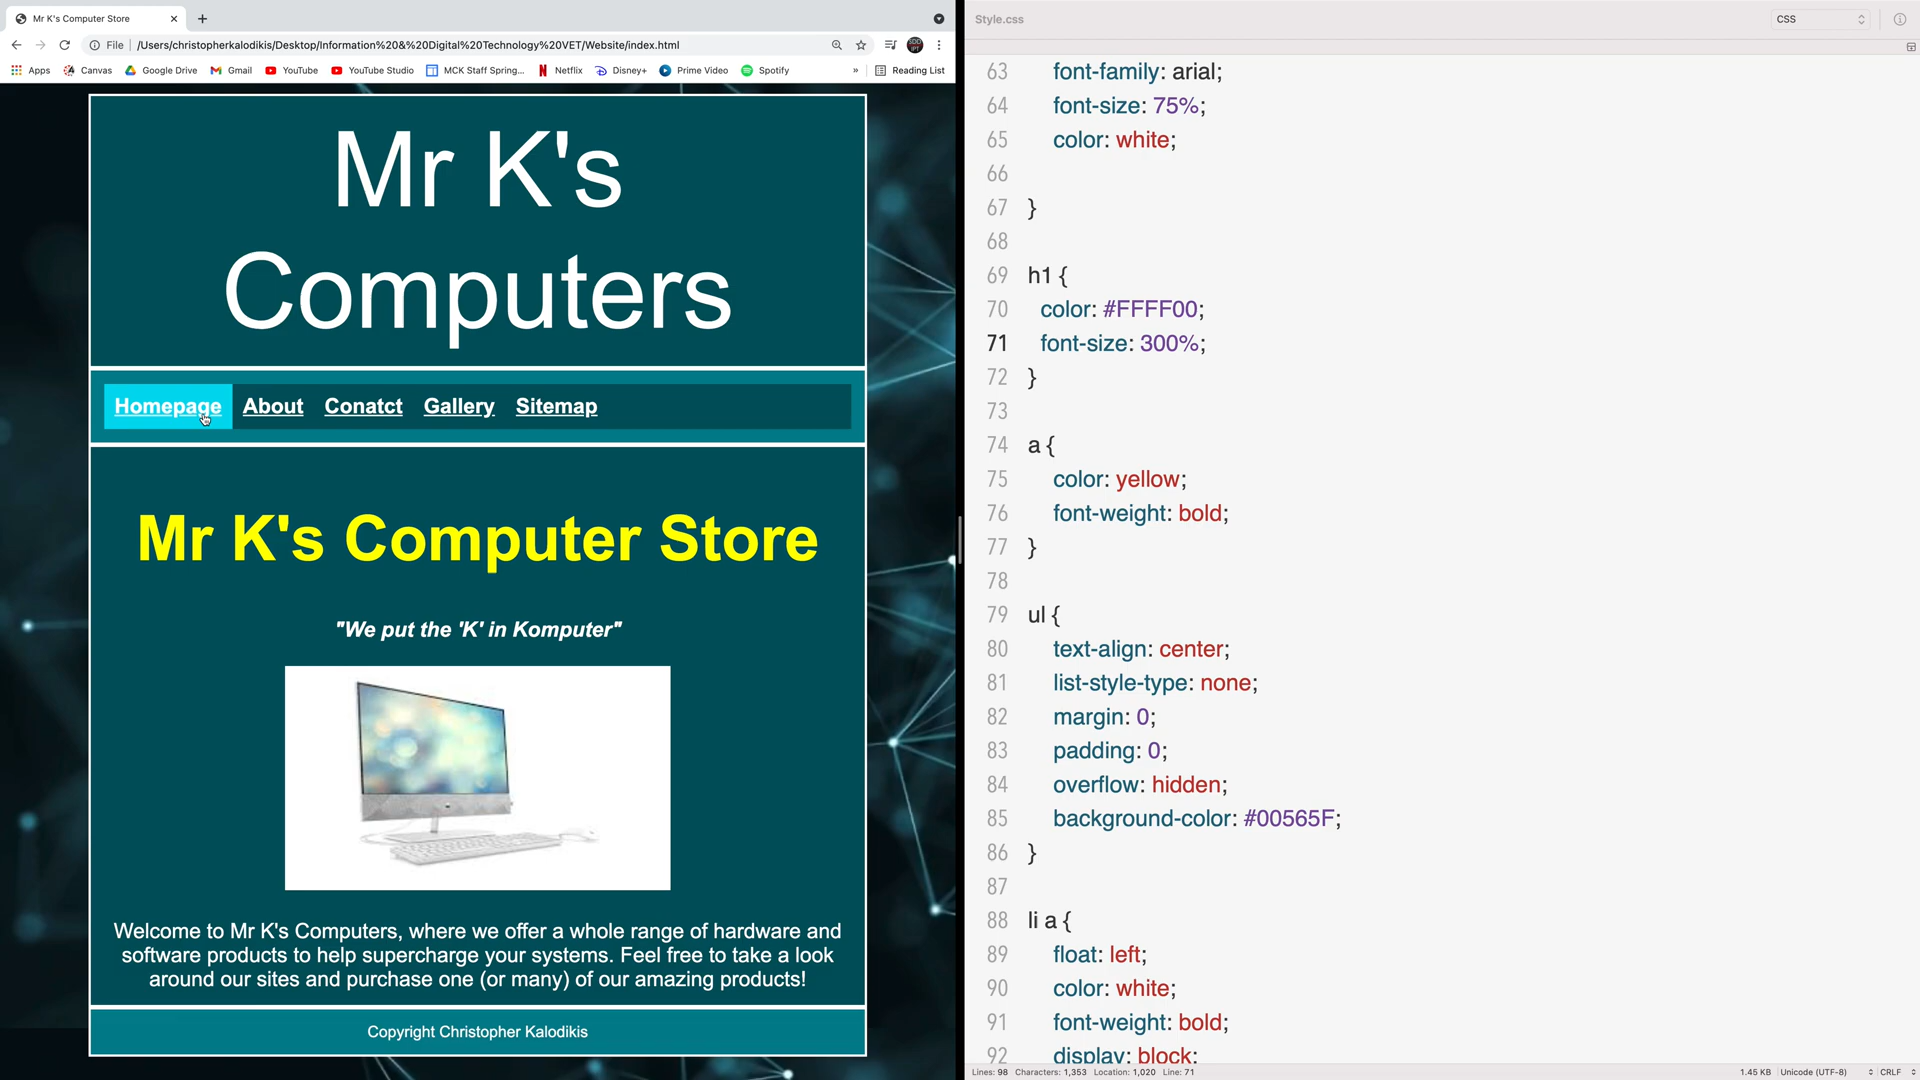 Mr K's Computer Store
File /Users/christopherkalodikis/Desktop/Information%20&%20Digital%20Technology%20VET/Website/index.html
Apps Canvas Google Drive Gmail YouTube YouTube Studio MCK Staff Spring... Netflix Disney+ Prime Video Spotify » Reading List
Mr K's
Computers
Homepage About Conatct Gallery Sitemap
Mr K's Computer Store
"We put the 'K' in Komputer"
Welcome to Mr K's Computers, where we offer a whole range of hardware and
software products to help supercharge your systems. Feel free to take a look
around our sites and purchase one (or many) of our amazing products!
Copyright Christopher Kalodikis
Style.css CSS
63 font-family: arial;
64 font-size: 75%;
65 color: white;
66
67 }
68
69 h1 {
70 color: #FFFF00;
71 font-size: 300%;
72 }
73
74 a {
75 color: yellow;
76 font-weight: bold;
77 }
78
79 ul {
80 text-align: center;
81 list-style-type: none;
82 margin: 0;
83 padding: 0;
84 overflow: hidden;
85 background-color: #00565F;
86 }
87
88 li a {
89 float: left;
90 color: white;
91 font-weight: bold;
92 display: block;
Lines: 98 Characters: 1,353 Location: 1,020 Line: 71 1.45 KB Unicode (UTF-8) CRLF